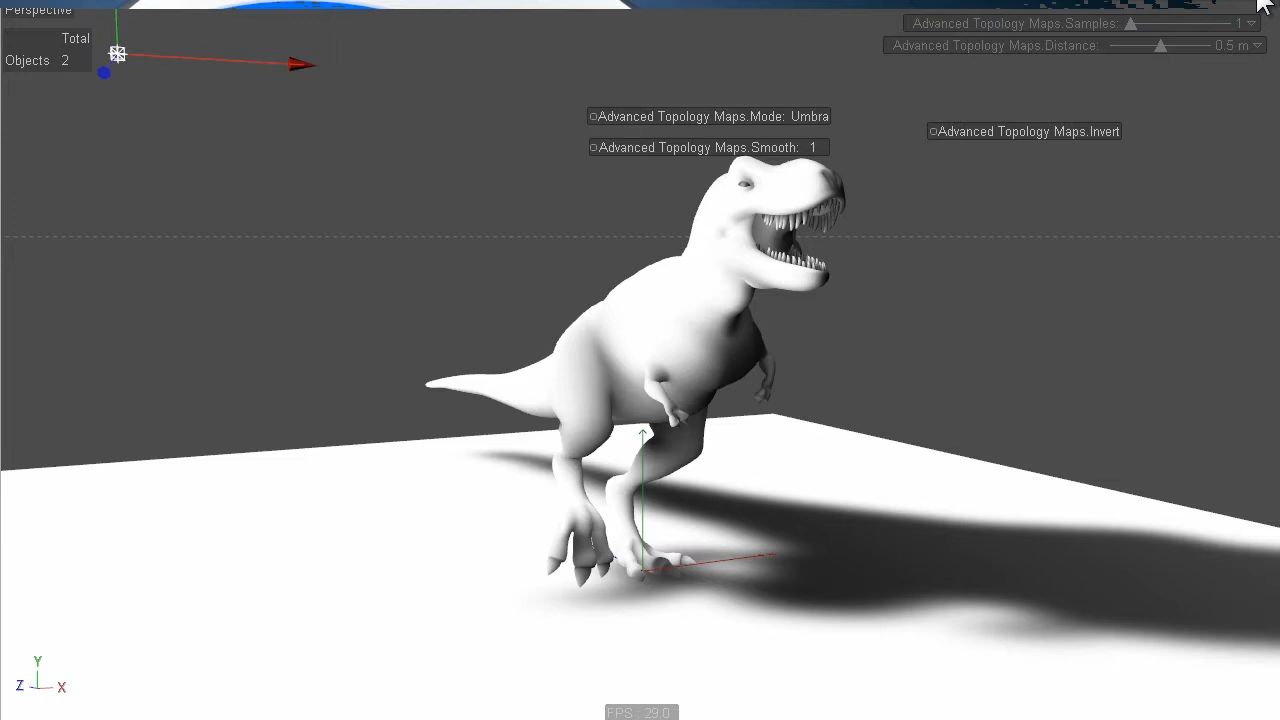 Perspective
Advanced Topology Maps.Samples: 1
Total
Advanced Topology Maps.Distance: 0.5 m
Objects 2
Advanced Topology Maps.Mode: Umbra
Advanced Topology Maps.Invert
Advanced Topology Maps.Smooth: 1
Y
Z X
FPS : 29.0